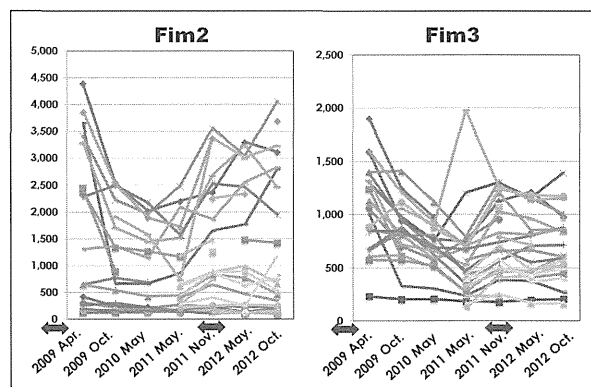 Fim2
5,000
4,500
4,000
3,500
3,000
2,500
2,000
1,500
1,000
500
0
2009 Apr.
2009 Oct.
2010 May
2011 May.
2011 Nov.
2012 May.
2012 Oct.
Fim3
2,500
2,000
1,500
1,000
500
0
2009 Apr.
2009 Oct.
2010 May
2011 May.
2011 Nov.
2012 May.
2012 Oct.